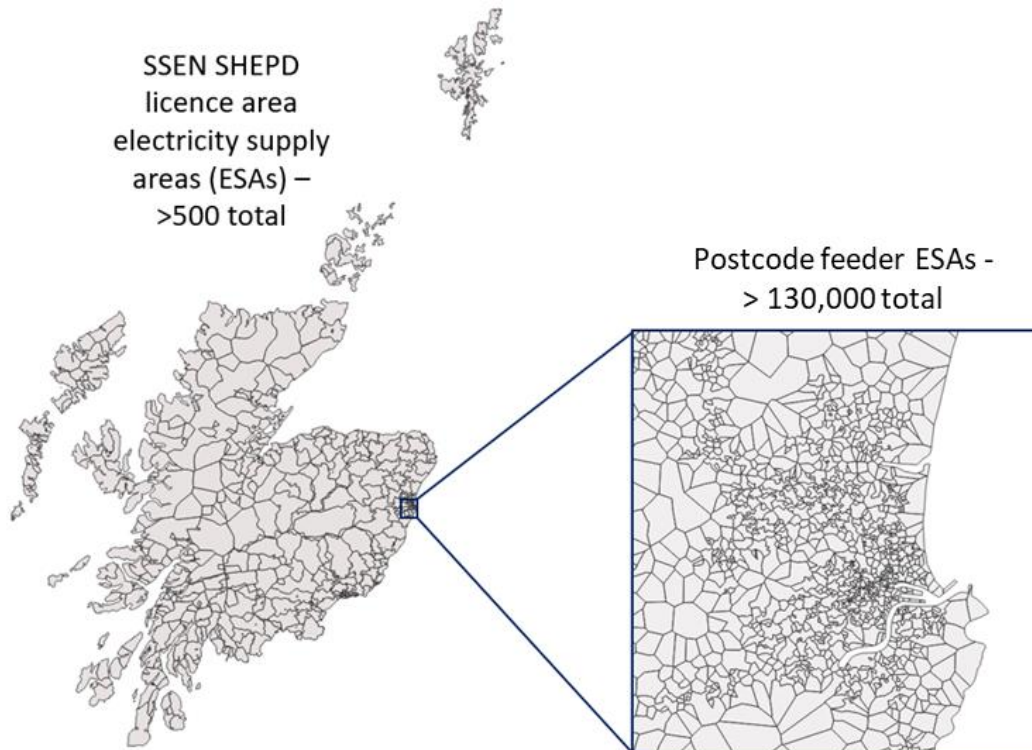 SSEN SHEPD
licence area
electricity supply
areas (ESAs) –
>500 total
Postcode feeder ESAs -
> 130,000 total